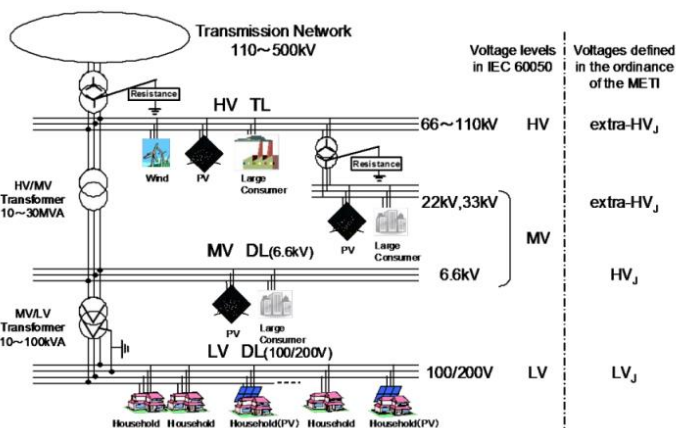 Transmission Network
110～500kV
Voltage levels
in IEC 60050
Voltages defined
in the ordinance
of the METI
Resistance
HV TL
66～110kV
HV
extra-HVJ
Wind
PV
Large
Consumer
Resistance
HV/MV
Transformer
10～30MVA
22kV,33kV
extra-HVJ
PV
Large
Consumer
MV
MV DL(6.6kV)
6.6kV
HVJ
PV
Large
Consumer
MV/LV
Transformer
10～100kVA
LV DL(100/200V)
100/200V
LV
LVJ
Household
Household
Household(PV)
Household
Household(PV)